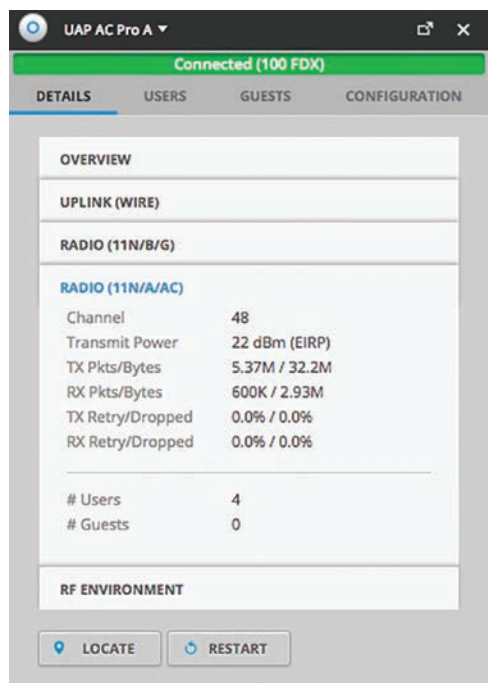 UAP AC Pro A
Connected (100 FDX)
DETAILS USERS GUESTS CONFIGURATION
OVERVIEW
UPLINK (WIRE)
RADIO (11N/B/G)
RADIO (11N/A/AC)
Channel 48
Transmit Power 22 dBm (EIRP)
TX Pkts/Bytes 5.37M / 32.2M
RX Pkts/Bytes 600K / 2.93M
TX Retry/Dropped 0.0% / 0.0%
RX Retry/Dropped 0.0% / 0.0%
# Users 4
# Guests 0
RF ENVIRONMENT
LOCATE RESTART